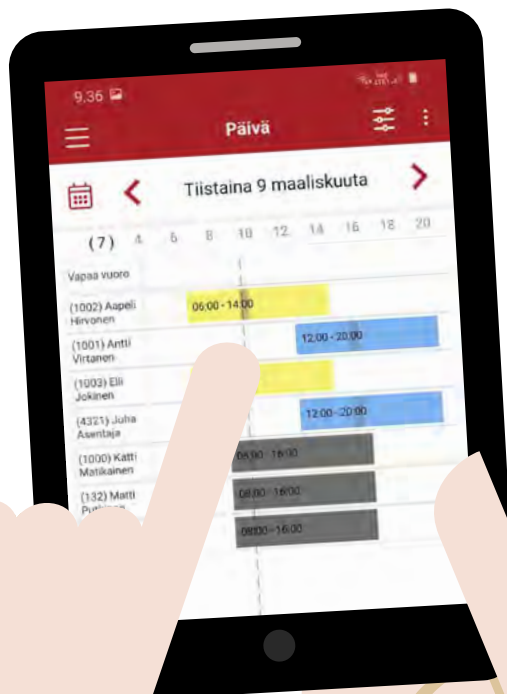 9.36
Päivä
Tiistaina 9 maaliskuuta
(7) 4 6 8 10 12 14 16 18 20
Vapaa vuoro
(1002) Aapeli
Hirvonen
06:00 - 14:00
(1001) Antti
Virtanen
12:00 - 20:00
(1003) Elli
Jokinen
(4321) Juha
Asentaja
12:00 - 20:00
(1000) Katti
Matikainen
08:00 - 16:00
(132) Matti
08:00 - 16:00
08:00 - 16:00